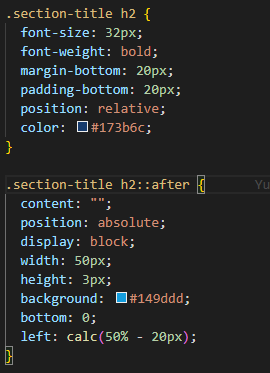 .section-title h2 {
font-size: 32px;
font-weight: bold;
margin-bottom: 20px;
padding-bottom: 20px;
position: relative;
color: #173b6c;
}
.section-title h2::after { Yu
content: "";
position: absolute;
display: block;
width: 50px;
height: 3px;
background: #149ddd;
bottom: 0;
left: calc(50% - 20px);
}